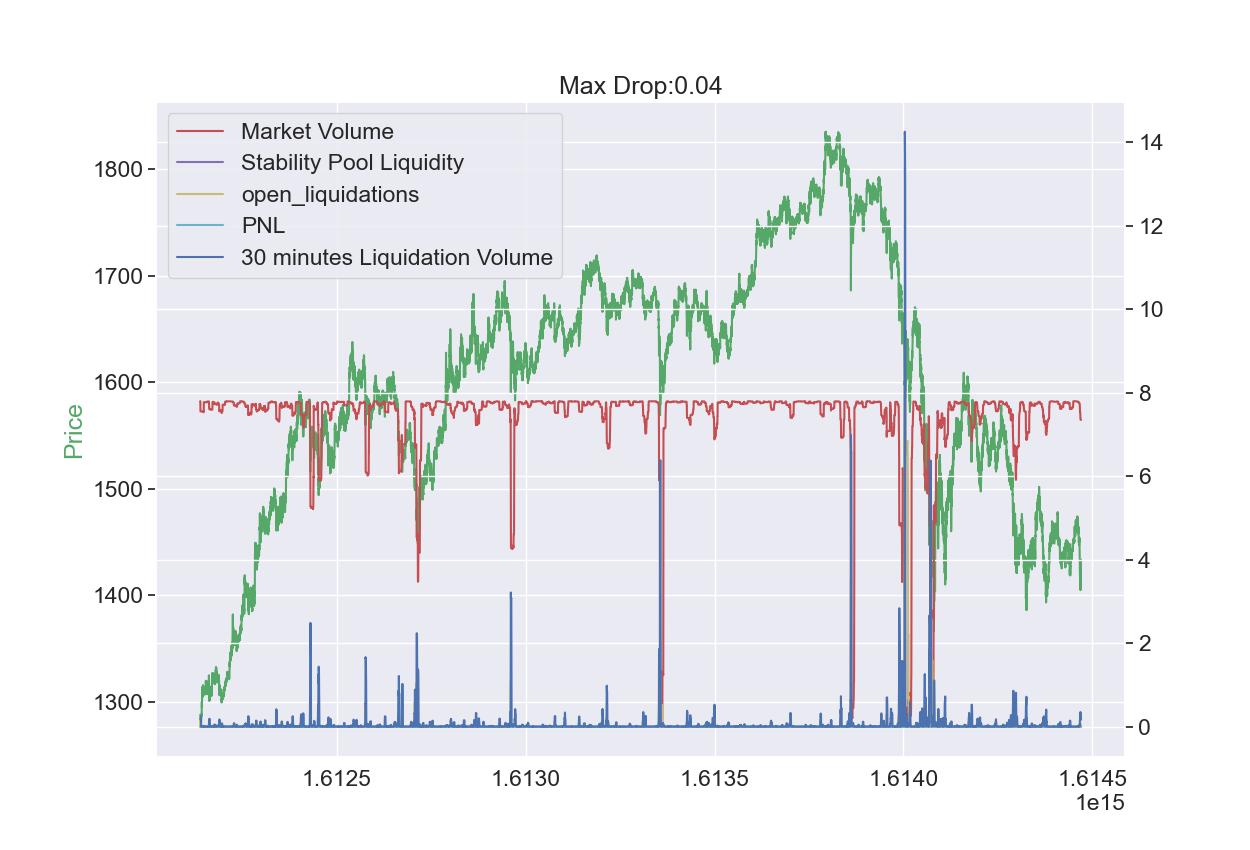 Max Drop:0.04
Market Volume
Stability Pool Liquidity
open_liquidations
PNL
30 minutes Liquidation Volume
Price
1800
1700
1600
1500
1400
1300
14
12
10
8
6
4
2
0
1.6125
1.6130
1.6135
1.6140
1.6145
1e15